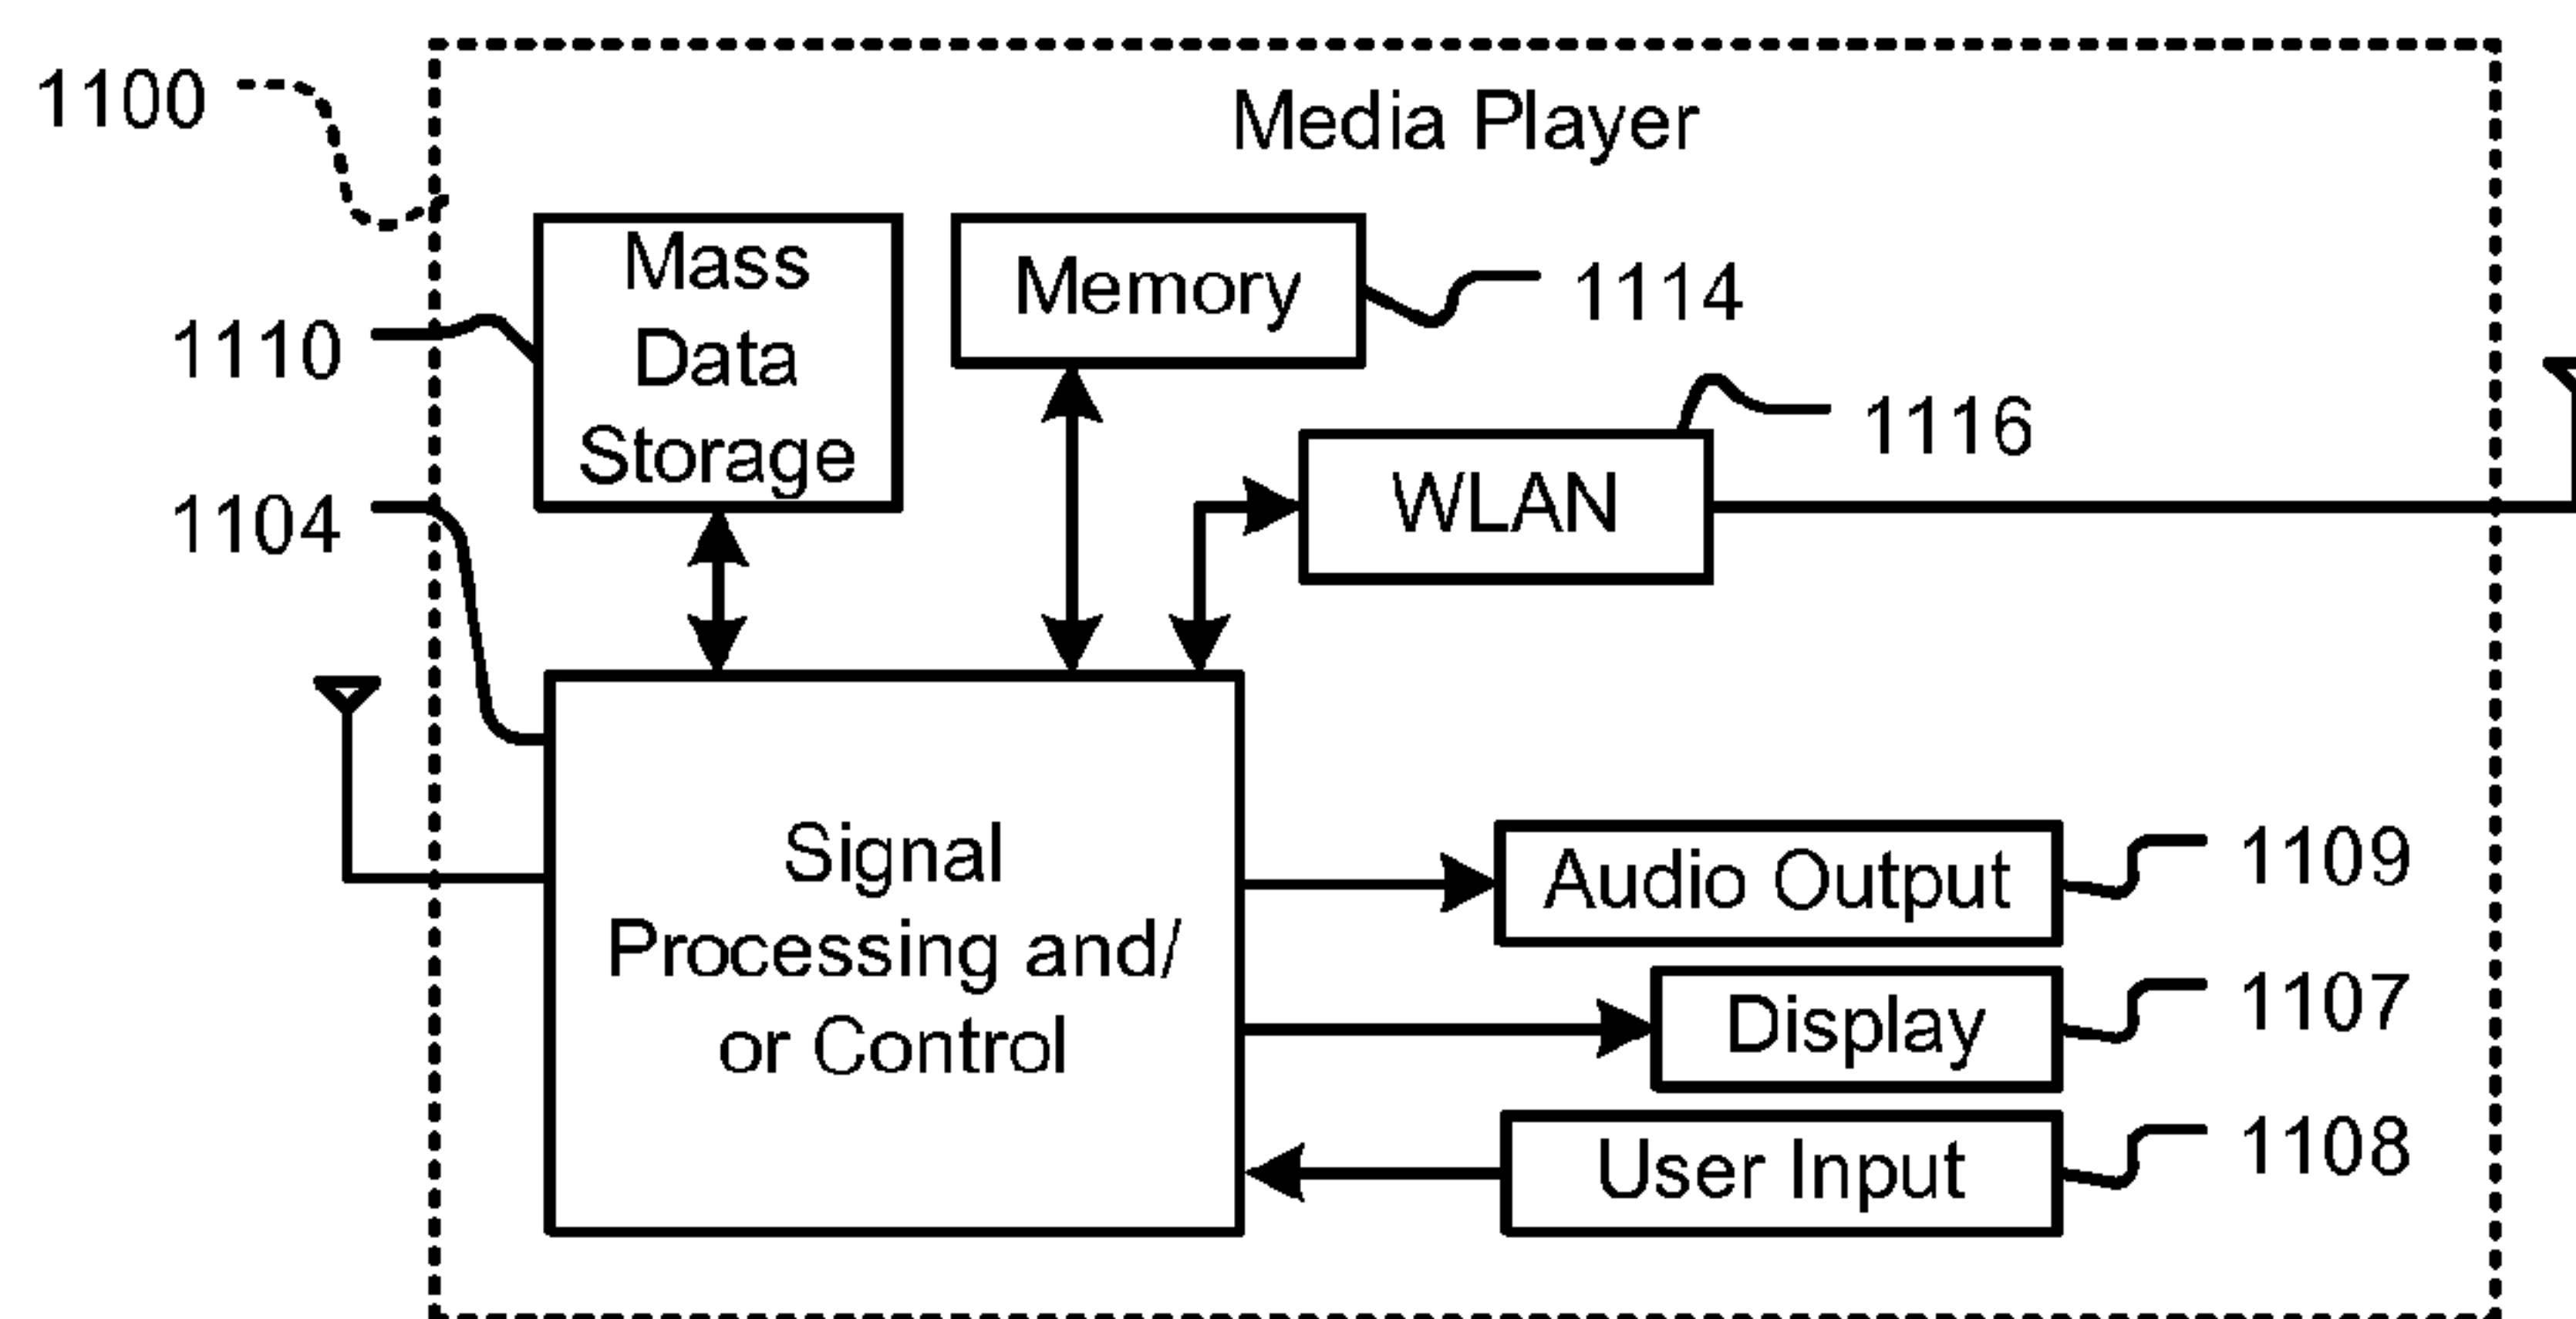 1100
Media Player
Mass
Data
Storage
Memory
1114
1110
1116
WLAN
1104
Signal
Processing and/
or Control
Audio Output
1109
Display
1107
User Input
1108